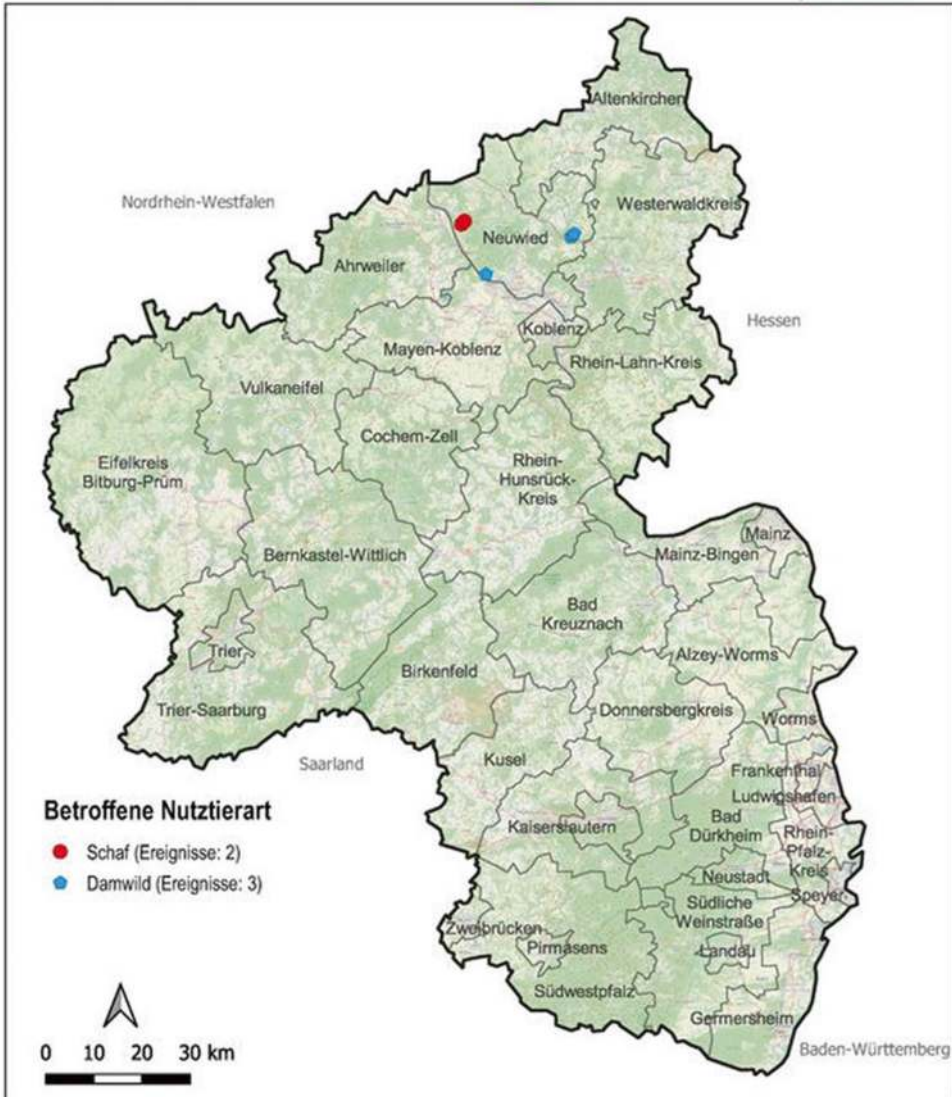 Altenkirchen
Nordrhein-Westfalen
Westerwaldkreis
Neuwied
Ahrweiler
Hessen
Koblenz
Mayen-Koblenz
Rhein-Lahn-Kreis
Vulkaneifel
Cochem-Zell
Eifelkreis
Bitburg-Prüm
Rhein-
Hunsrück-
Kreis
Mainz
Bernkastel-Wittlich
Mainz-Bingen
Bad
Kreuznach
Trier
Alzey-Worms
Birkenfeld
Trier-Saarburg
Donnersbergkreis
Worms
Saarland
Kusel
Frankenthal
Ludwigshafen
Betroffene Nutztierart
Kaiserslautern
Bad
Dürkheim
Rhein-
Pfalz-
Kreis
Schaf (Ereignisse: 2)
Damwild (Ereignisse: 3)
Neustadt
Speyer
Südliche
Weinstraße
Zweibrücken
Pirmasens
Landau
Südwestpfalz
Germersheim
Baden-Württemberg
0 10 20 30 km